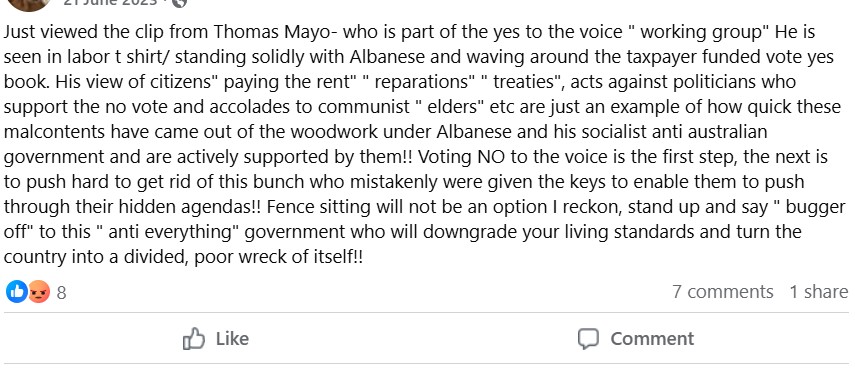 21 June 2023
Just viewed the clip from Thomas Mayo- who is part of the yes to the voice " working group" He is
seen in labor t shirt/ standing solidly with Albanese and waving around the taxpayer funded vote yes
book. His view of citizens" paying the rent" " reparations" " treaties", acts against politicians who
support the no vote and accolades to communist " elders" etc are just an example of how quick these
malcontents have came out of the woodwork under Albanese and his socialist anti australian
government and are actively supported by them!! Voting NO to the voice is the first step, the next is
to push hard to get rid of this bunch who mistakenly were given the keys to enable them to push
through their hidden agendas!! Fence sitting will not be an option I reckon, stand up and say " bugger
off" to this " anti everything" government who will downgrade your living standards and turn the
country into a divided, poor wreck of itself!!
8
7 comments 1 share
Like
Comment